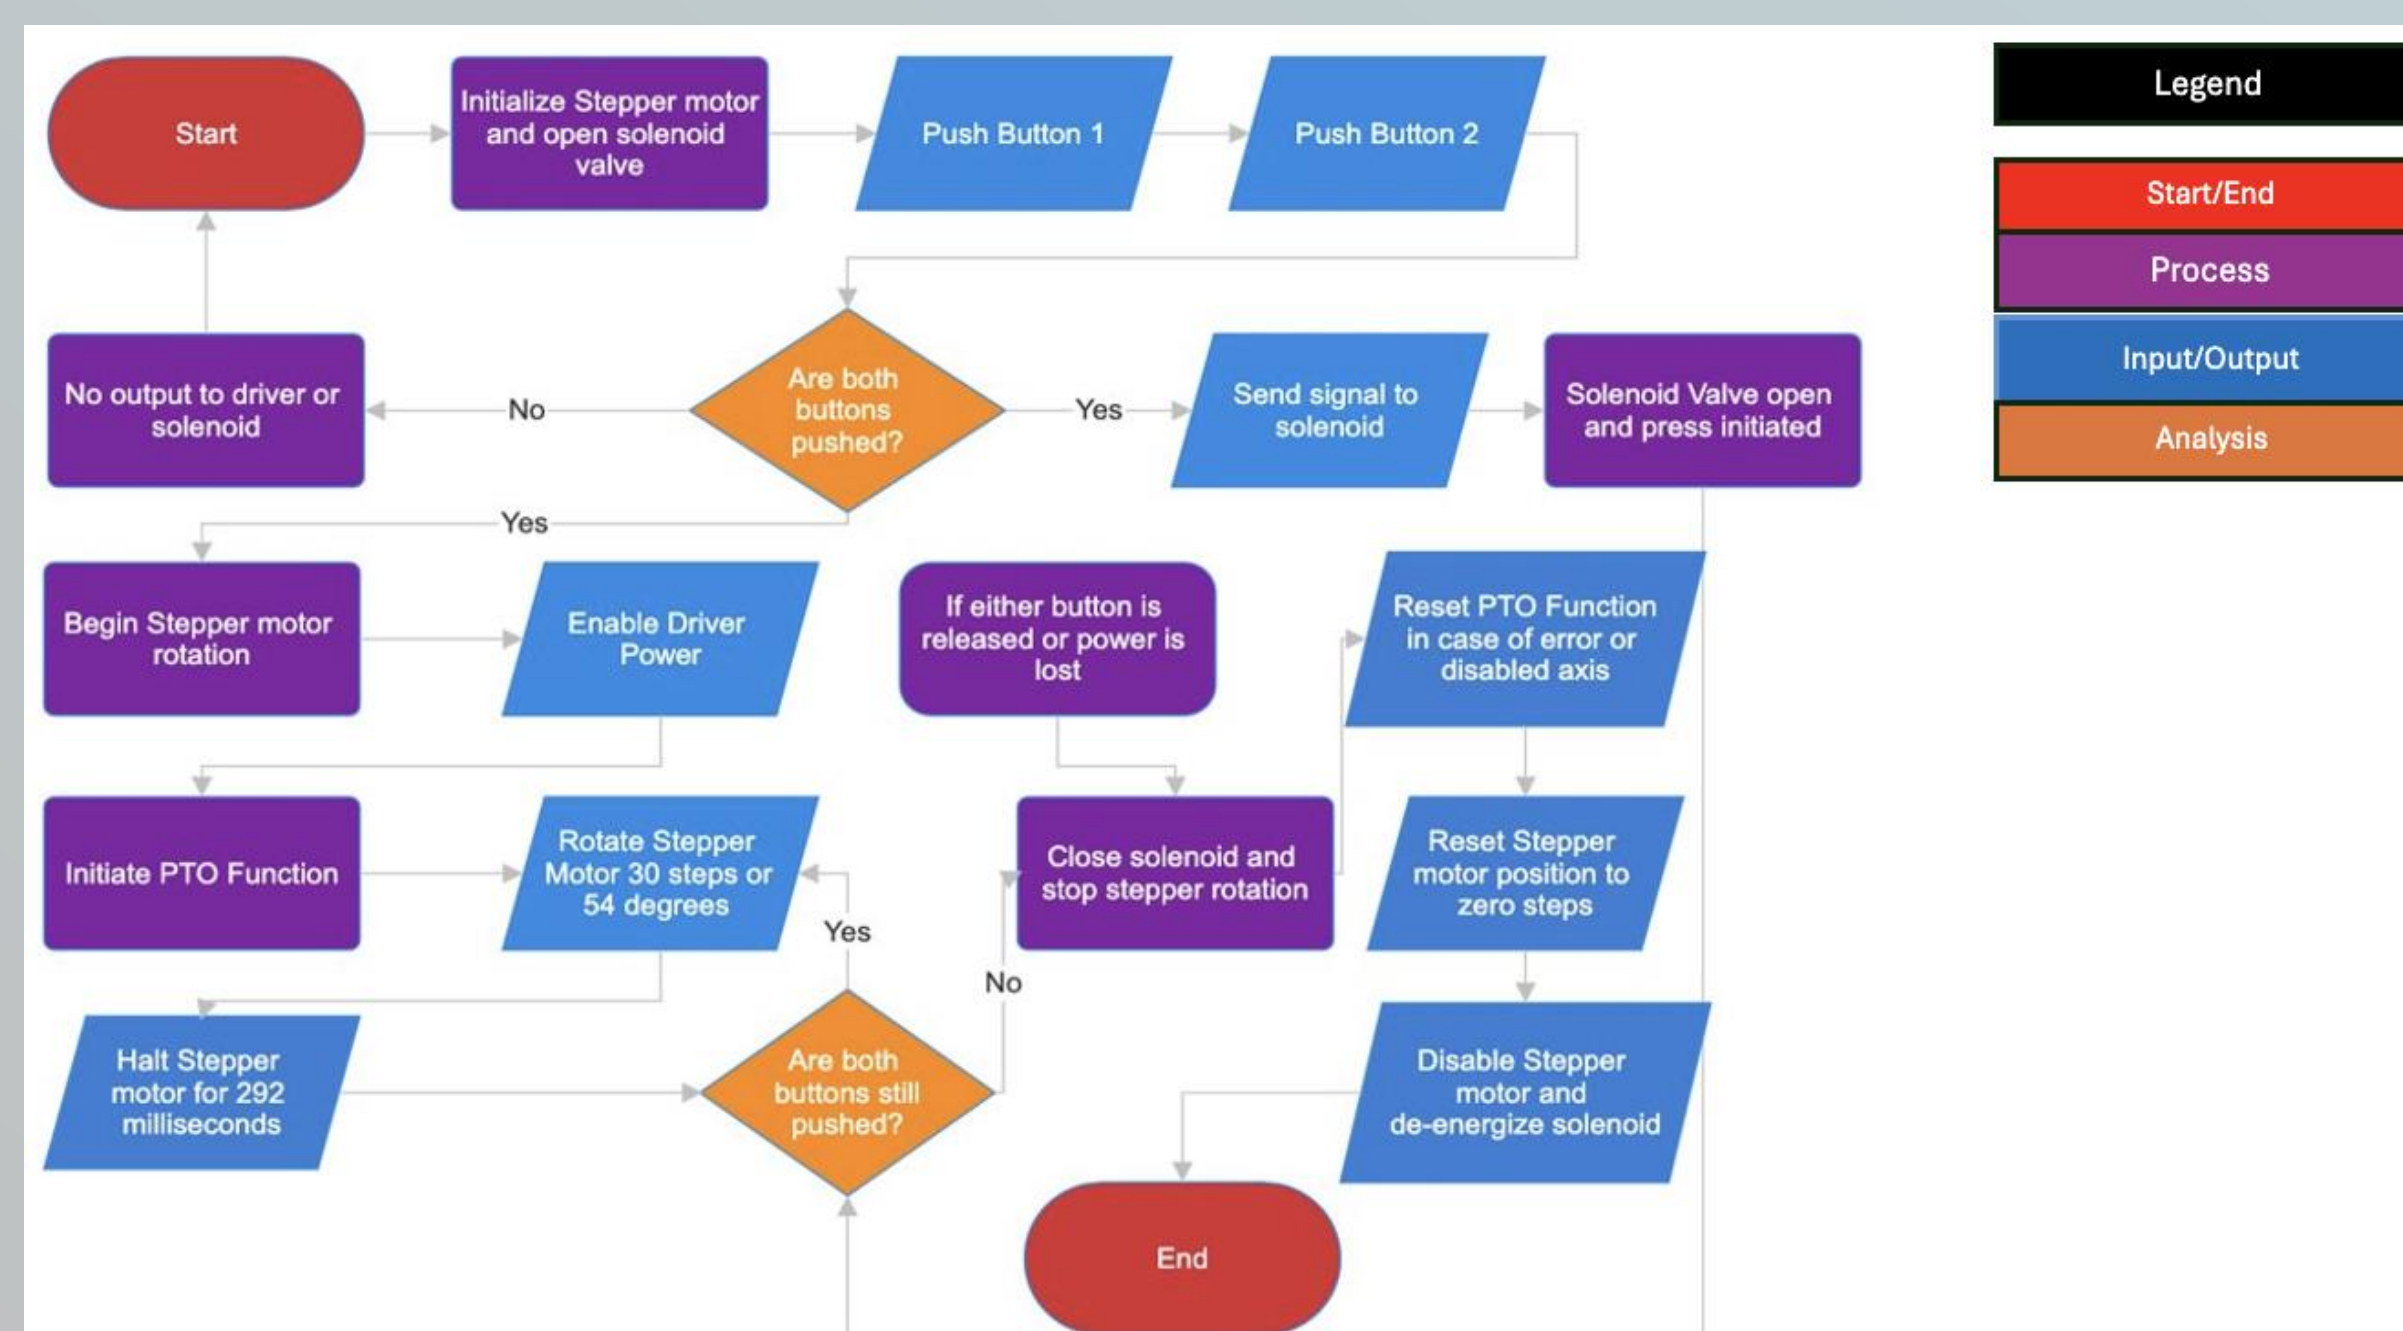 Start
Initialize Stepper motor
and open solenoid
valve
Push Button 1
Push Button 2
Legend
Start/End
Process
Input/Output
Analysis
No output to driver or
solenoid
No
Are both
buttons
pushed?
Yes
Send signal to
solenoid
Solenoid Valve open
and press initiated
Yes
Begin Stepper motor
rotation
Enable Driver
Power
If either button is
released or power is
lost
Reset PTO Function
in case of error or
disabled axis
Initiate PTO Function
Rotate Stepper
Motor 30 steps or
54 degrees
Yes
Close solenoid and
stop stepper rotation
Reset Stepper
motor position to
zero steps
No
Halt Stepper
motor for 292
milliseconds
Are both
buttons still
pushed?
Disable Stepper
motor and
de-energize solenoid
End